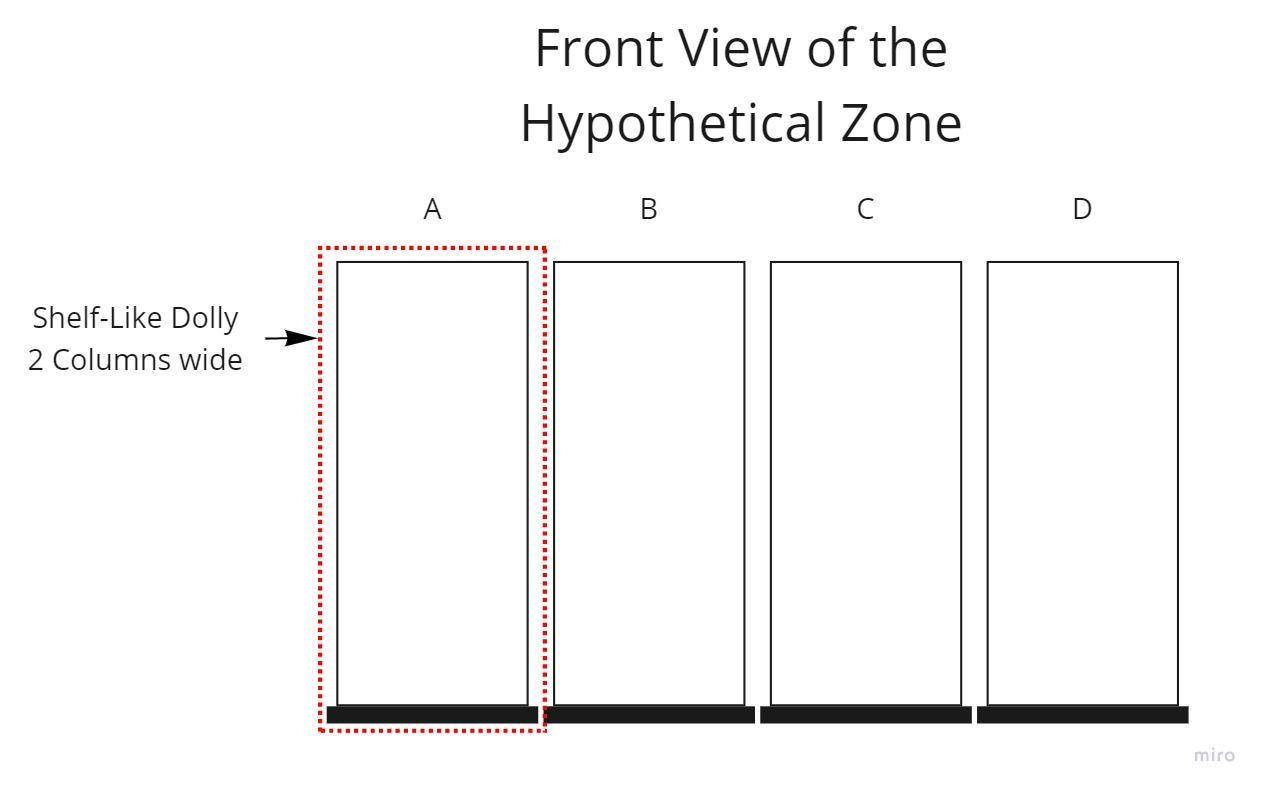 Front View of the
Hypothetical Zone
A
B
C
D
Shelf-Like Dolly
2 Columns wide
miro